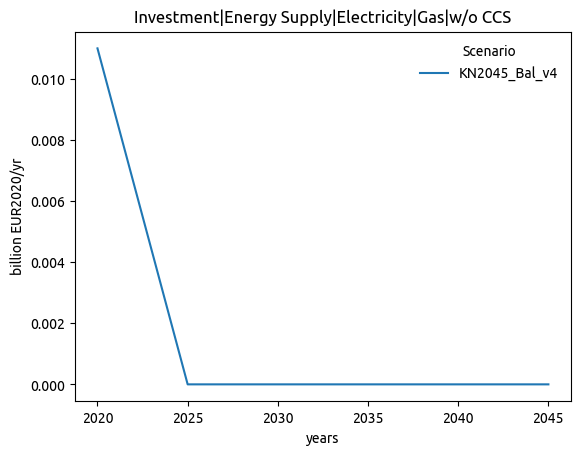 Investment|Energy Supply|Electricity|Gas|w/o CCS
Scenario
KN2045_Bal_v4
0.010
0.008
0.006
0.004
0.002
0.000
billion EUR2020/yr
2020 2025 2030 2035 2040 2045
years